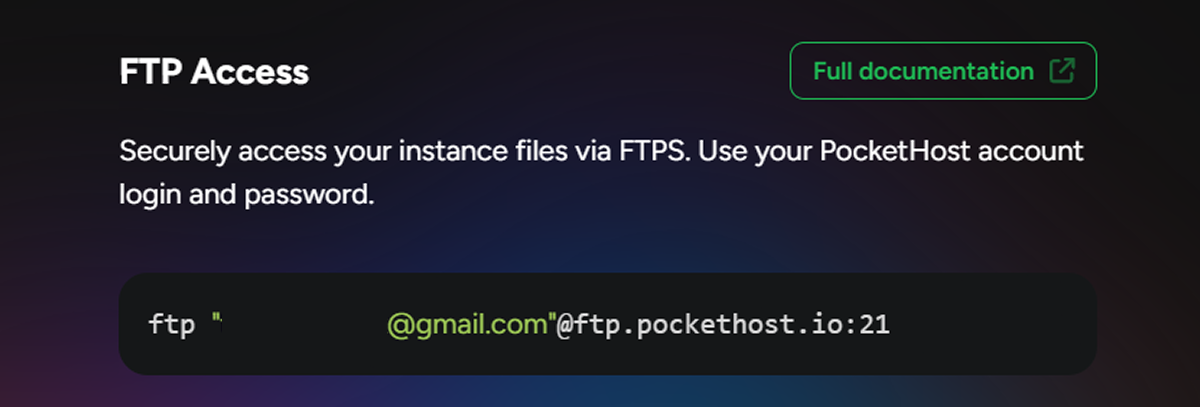 FTP Access
Full documentation
Securely access your instance files via FTPS. Use your PocketHost account
login and password.
ftp "@gmail.com"@ftp.pockethost.io:21